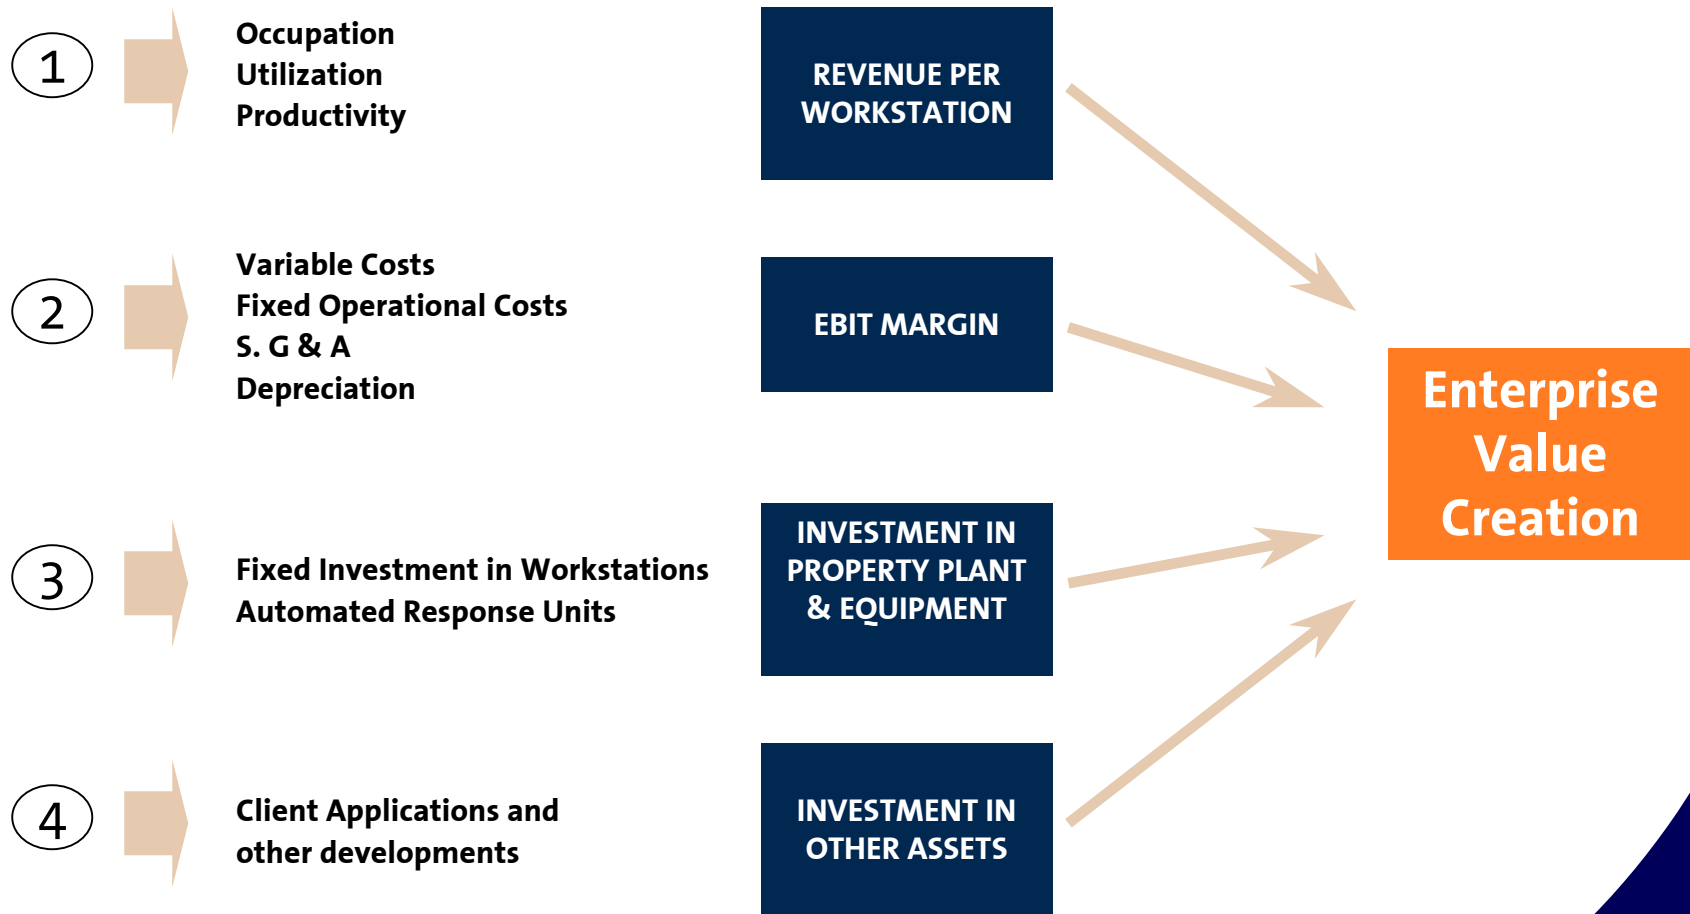 1
Occupation
Utilization
Productivity
REVENUE PER
WORKSTATION
2
Variable Costs
Fixed Operational Costs
S. G & A
Depreciation
EBIT MARGIN
3
Fixed Investment in Workstations
Automated Response Units
INVESTMENT IN
PROPERTY PLANT
& EQUIPMENT
4
Client Applications and
other developments
INVESTMENT IN
OTHER ASSETS
Enterprise
Value
Creation